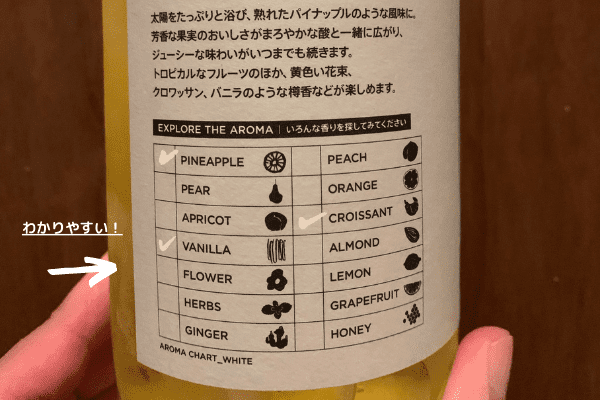 太陽をたっぷりと浴び、熟れたパイナップルのような風味に。
芳香な果実のおいしさがまろやかな酸と一緒に広がり、
ジューシーな味わいがいつまでも続きます。
トロピカルなフルーツのほか、黄色い花束、
クロワッサン、バニラのような樽香などが楽しめます。
EXPLORE THE AROMA | いろんな香りを探してみてください
PINEAPPLE
PEAR
APRICOT
VANILLA
FLOWER
HERBS
GINGER
PEACH
ORANGE
CROISSANT
ALMOND
LEMON
GRAPEFRUIT
HONEY
AROMA CHART_WHITE
わかりやすい！